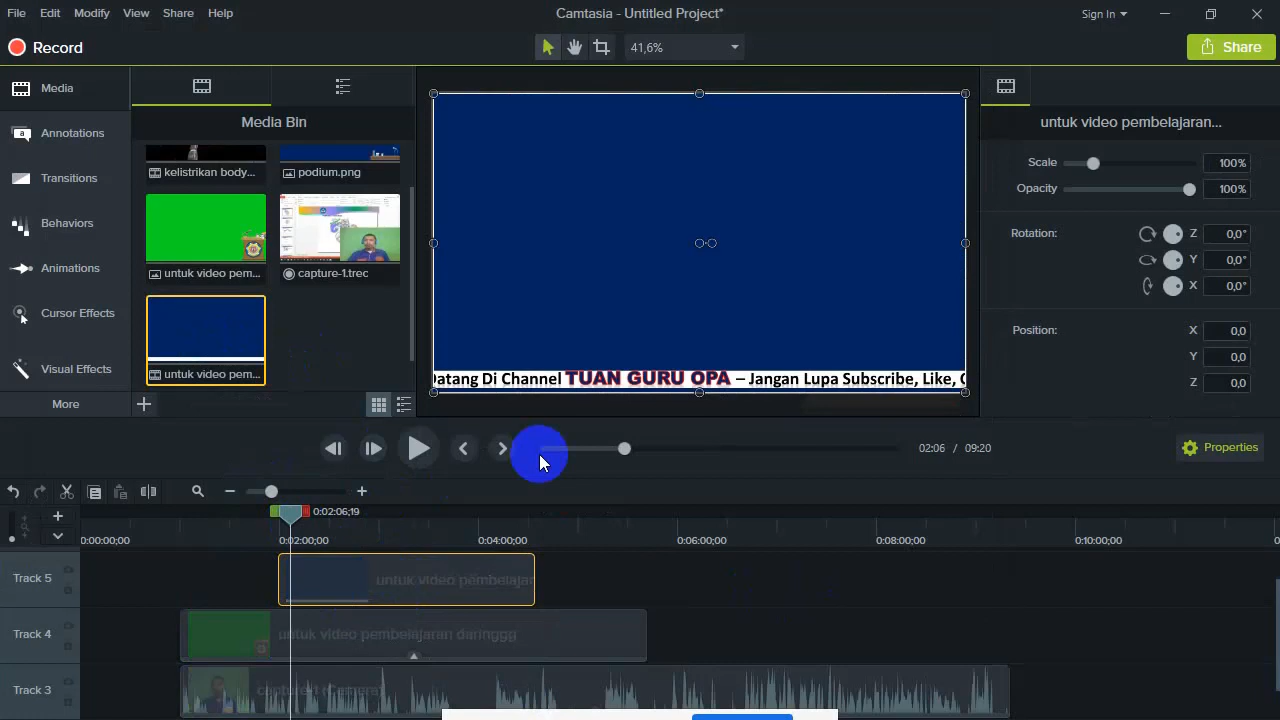 File Edit Modify View Share Help
Camtasia - Untitled Project*
Sign In
Record
41,6%
Share
Media
Annotations
Transitions
Behaviors
Animations
Cursor Effects
Visual Effects
More
Media Bin
kelistrikan body...
podium.png
untuk video pem...
capture-1.trec
untuk video pem...
Datang Di Channel TUAN GURU OPA – Jangan Lupa Subscribe, Like,
untuk video pembelajaran...
Scale 100%
Opacity 100%
Rotation: Z 0,0°
Y 0,0°
X 0,0°
Position: X 0,0
Y 0,0
Z 0,0
02:06 / 09:20
Properties
0:02:06;19
0:00:00;00 0:02:00;00 0:04:00;00 0:06:00;00 0:08:00;00 0:10:00;00
Track 5
untuk video pembelajar
Track 4
untuk video pembelajaran daringgg
Track 3
capture-1 (Camera)